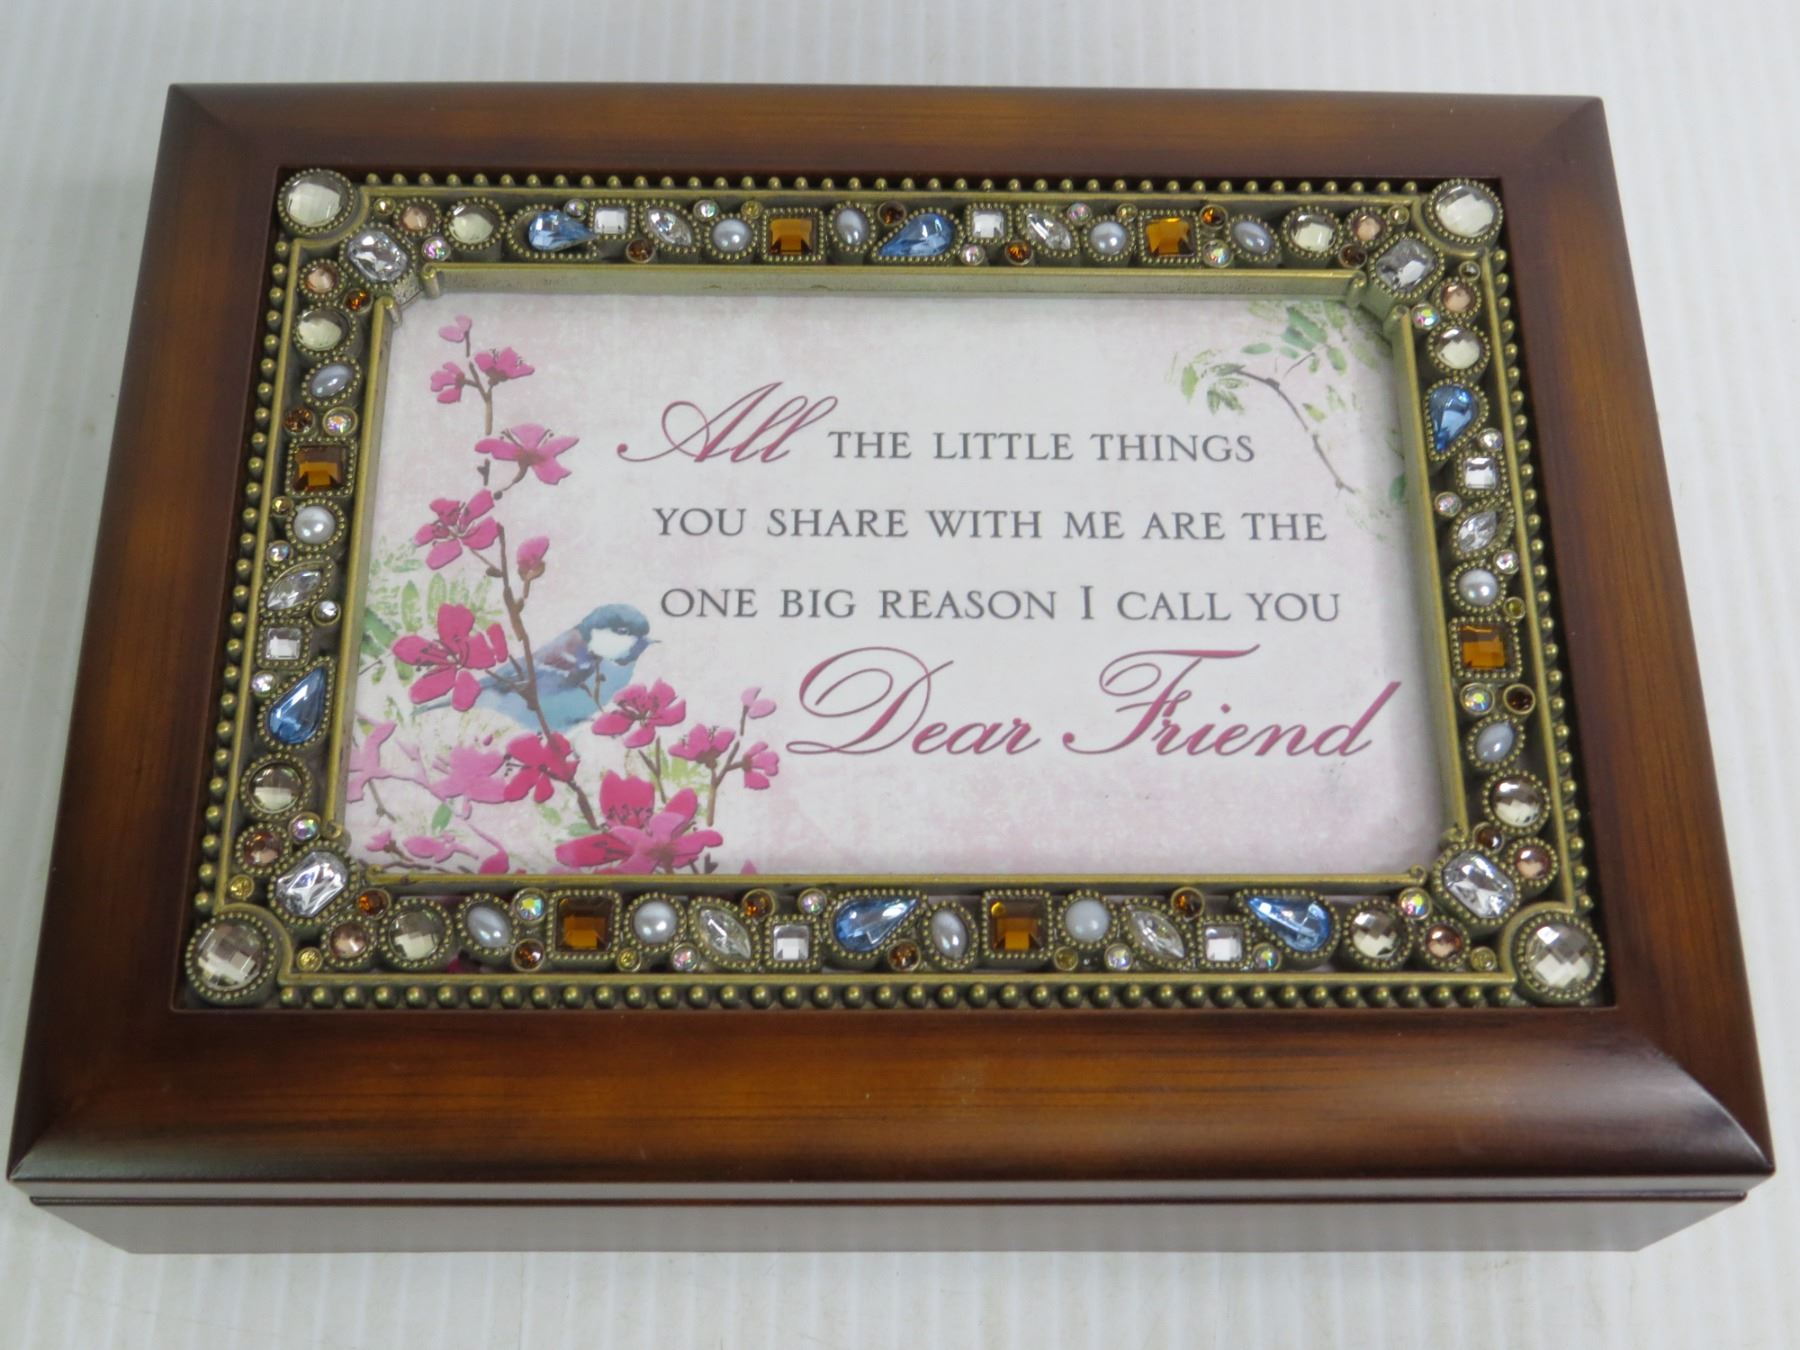 All THE LITTLE THINGS
YOU SHARE WITH ME ARE THE
ONE BIG REASON I CALL YOU
Dear Friend